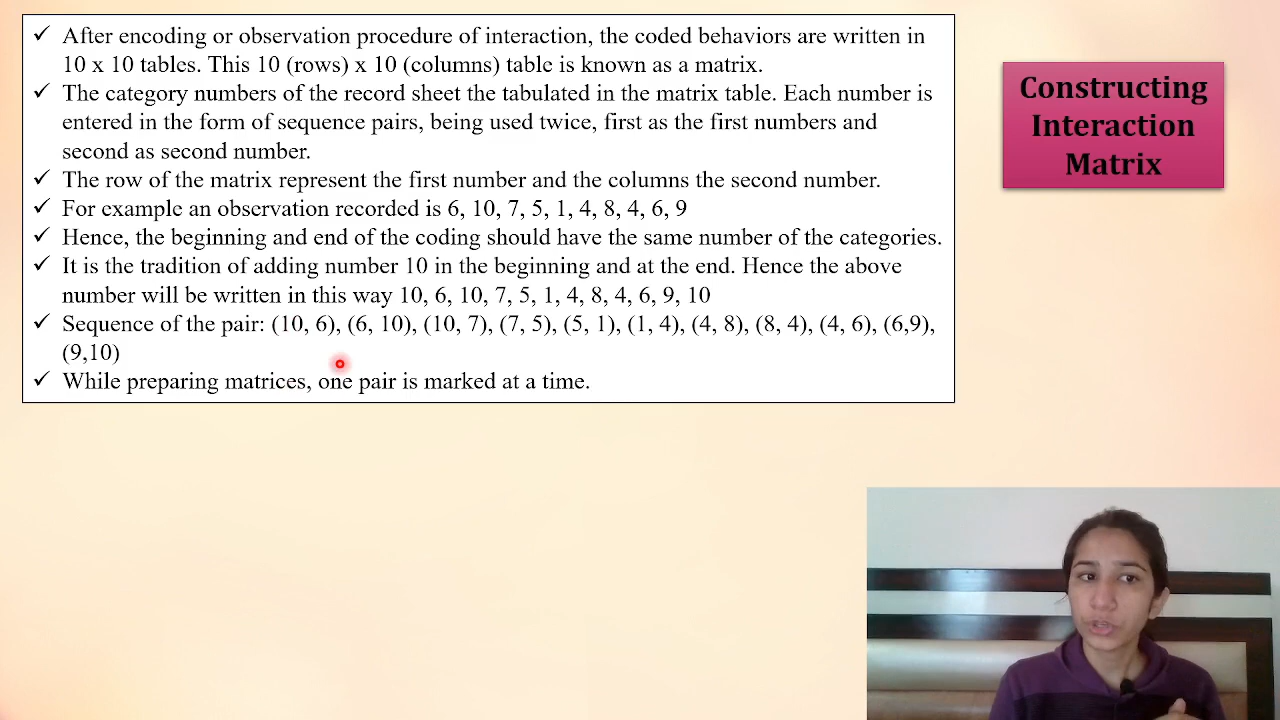 ✓ After encoding or observation procedure of interaction, the coded behaviors are written in
10 x 10 tables. This 10 (rows) x 10 (columns) table is known as a matrix.
✓ The category numbers of the record sheet the tabulated in the matrix table. Each number is
entered in the form of sequence pairs, being used twice, first as the first numbers and
second as second number.
✓ The row of the matrix represent the first number and the columns the second number.
✓ For example an observation recorded is 6, 10, 7, 5, 1, 4, 8, 4, 6, 9
✓ Hence, the beginning and end of the coding should have the same number of the categories.
✓ It is the tradition of adding number 10 in the beginning and at the end. Hence the above
number will be written in this way 10, 6, 10, 7, 5, 1, 4, 8, 4, 6, 9, 10
✓ Sequence of the pair: (10, 6), (6, 10), (10, 7), (7, 5), (5, 1), (1, 4), (4, 8), (8, 4), (4, 6), (6,9),
(9,10)
✓ While preparing matrices, one pair is marked at a time.
Constructing
Interaction
Matrix